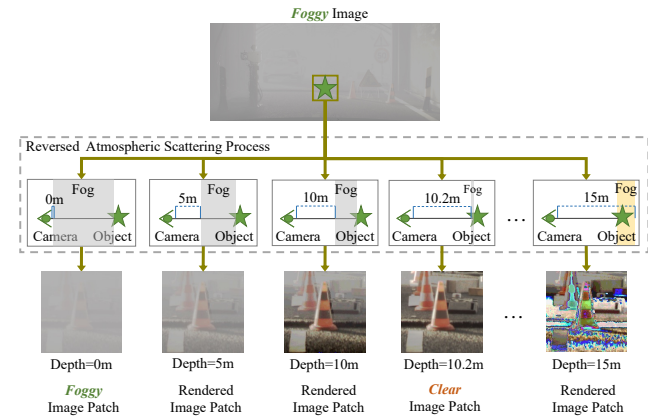 Foggy Image
Reversed Atmospheric Scattering Process
Fog
0m
Camera Object
Fog
5m
Camera Object
Fog
10m
Camera Object
Fog
10.2m
Camera Object
...
Fog
15m
Camera Object
...
Depth=0m
Depth=5m
Depth=10m
Depth=10.2m
Depth=15m
Foggy
Image Patch
Rendered
Image Patch
Rendered
Image Patch
Clear
Image Patch
Rendered
Image Patch